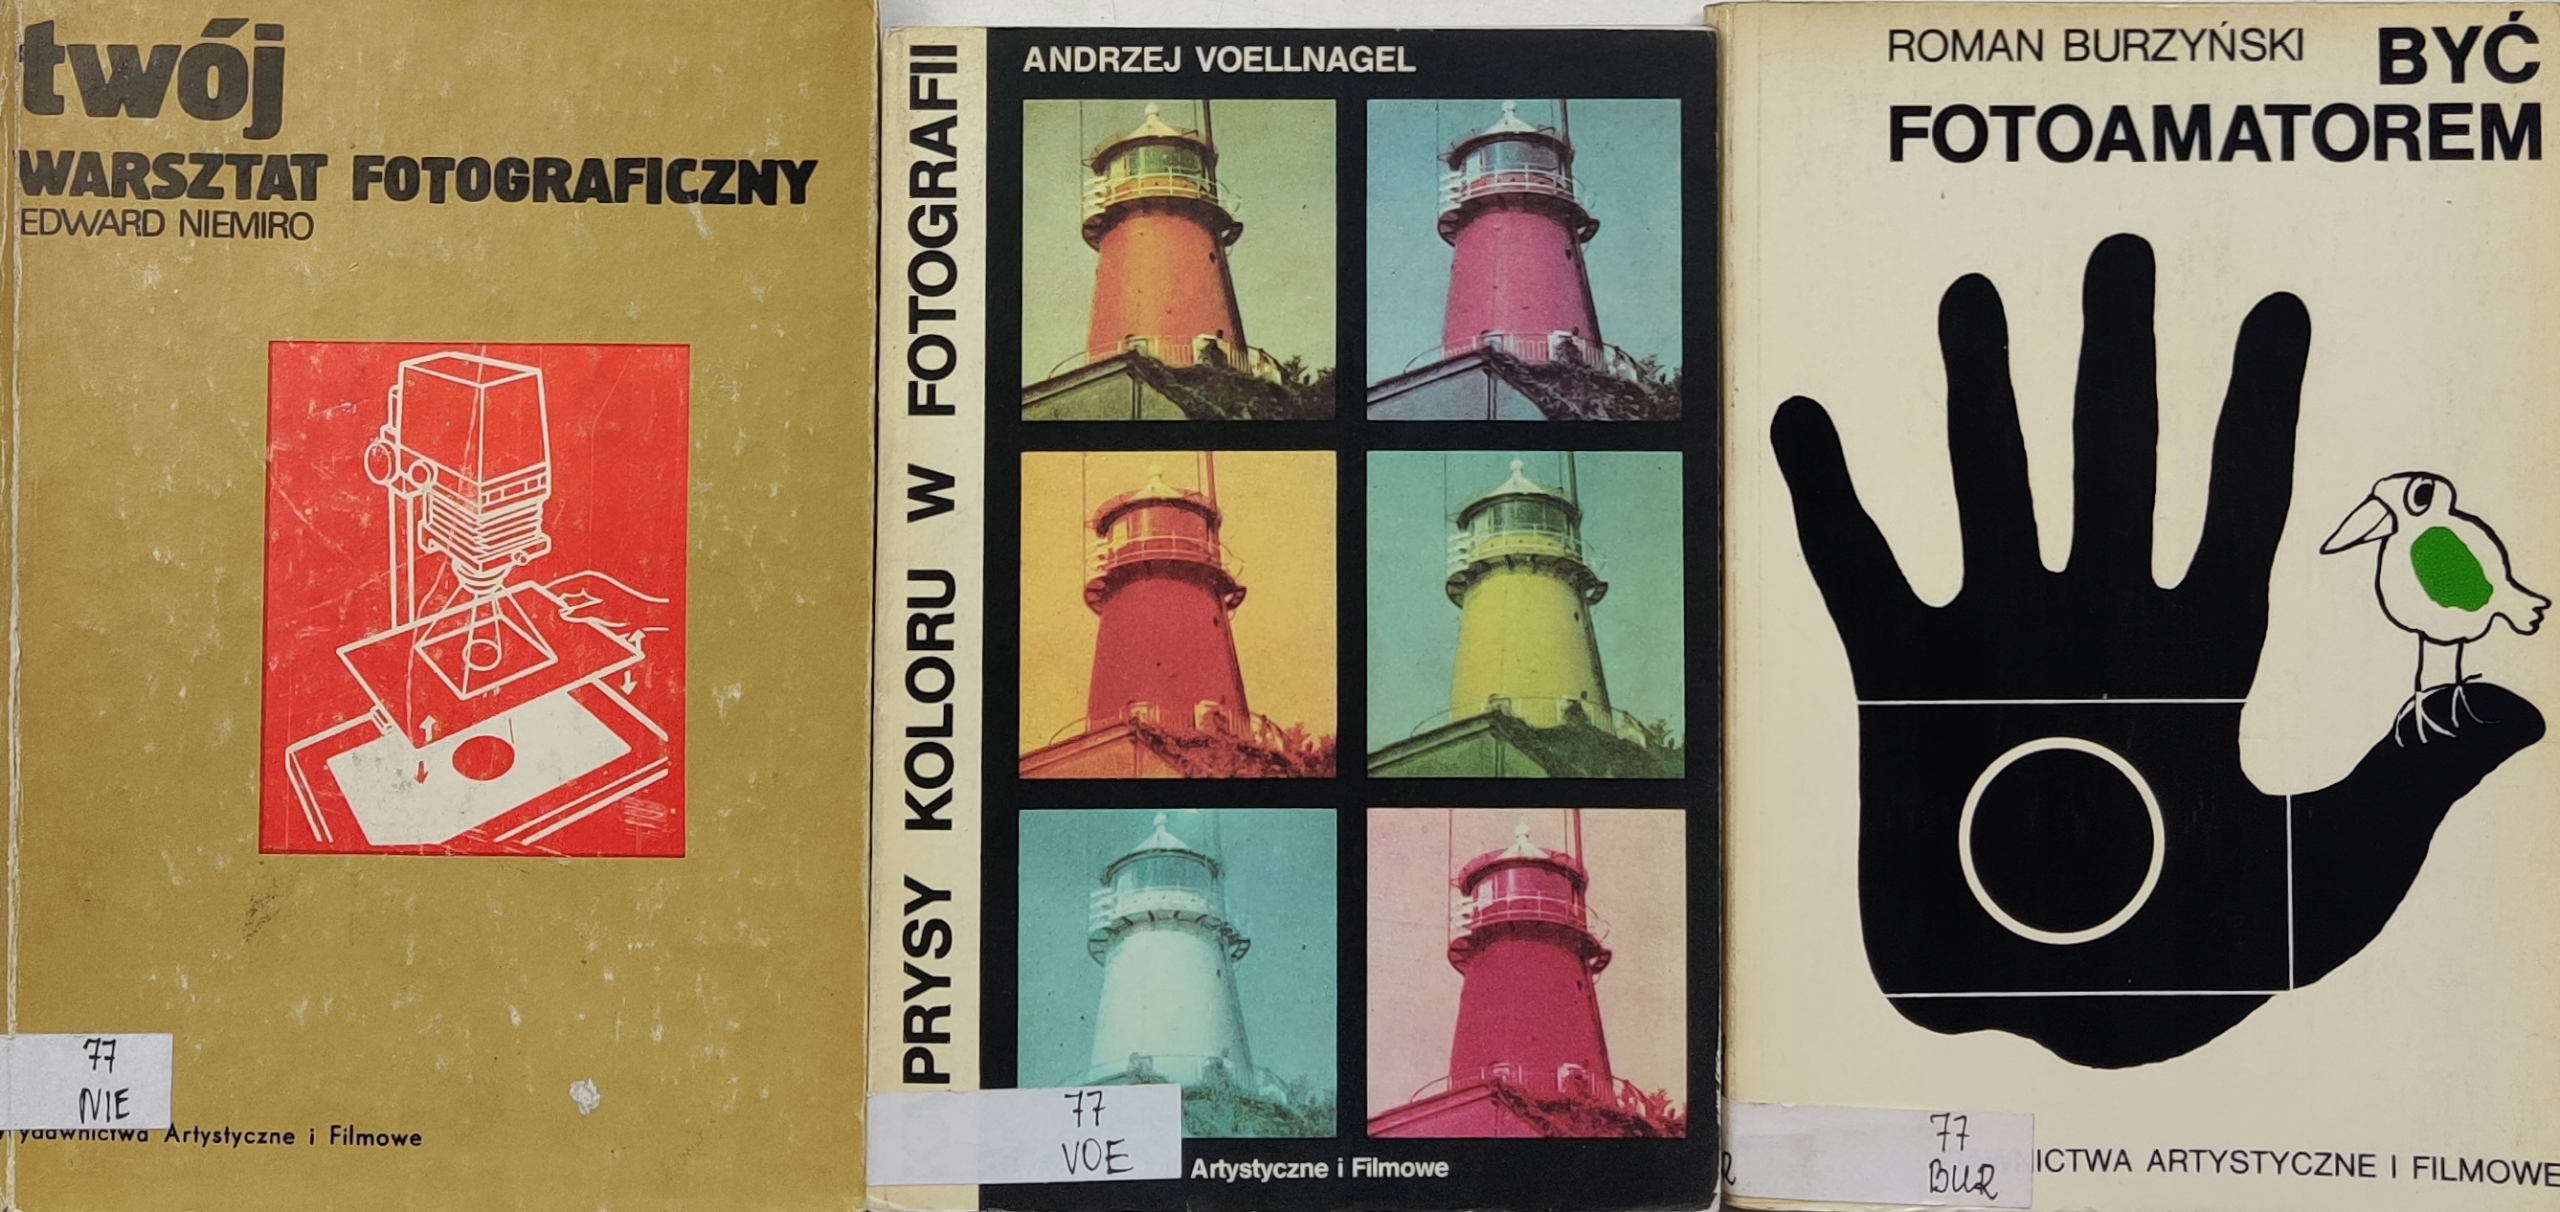 twój
WARSZTAT FOTOGRAFICZNY
EDWARD NIEMIRO
77
NIE
ydawnictwa Artystyczne i Filmowe
PRYSY KOLORU W FOTOGRAFII
ANDRZEJ VOELLNAGEL
77
VOE
Artystyczne i Filmowe
ROMAN BURZYŃSKI BYĆ
FOTOAMATOREM
77
BUR
WNICTWA ARTYSTYCZNE I FILMOWE